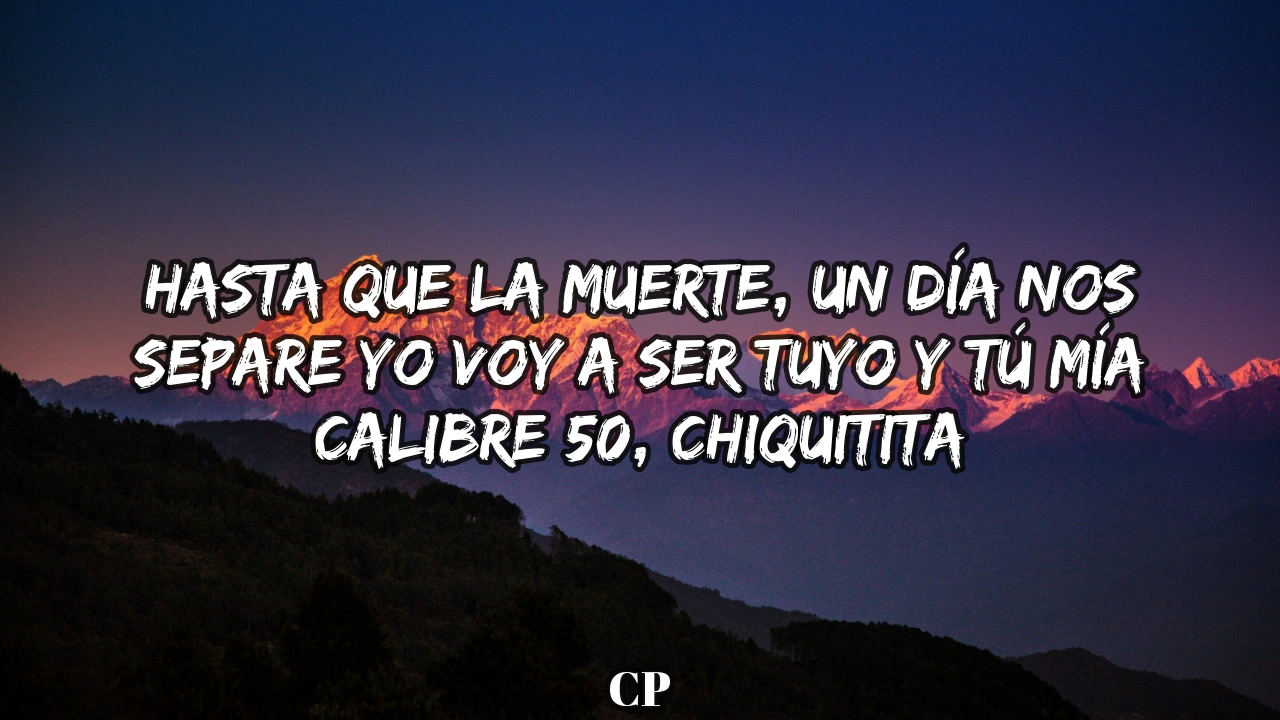 HASTA QUE LA MUERTE, UN DÍA NOS
SEPARE YO VOY A SER TUYO Y TÚ MÍA
CALIBRE 50, CHIQUITITA
CP